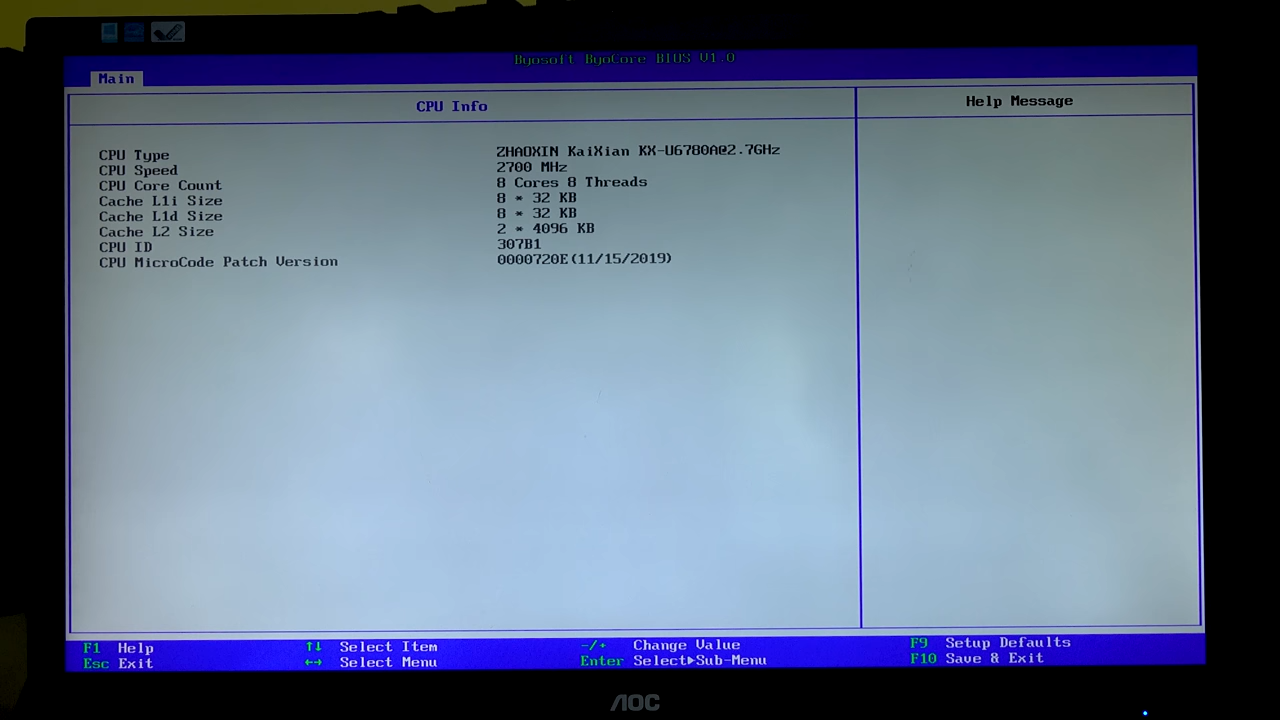 Byosoft ByoCore BIOS V1.0
Main
CPU Info
Help Message
CPU Type ZHAOXIN KaiXian KX-U6780A@2.7GHz
CPU Speed 2700 MHz
CPU Core Count 8 Cores 8 Threads
Cache L1i Size 8 * 32 KB
Cache L1d Size 8 * 32 KB
Cache L2 Size 2 * 4096 KB
CPU ID 307B1
CPU MicroCode Patch Version 0000720E(11/15/2019)
F1 Help ↑↓ Select Item -/+ Change Value F9 Setup Defaults
Esc Exit ←→ Select Menu Enter Select▶Sub-Menu F10 Save & Exit
AOC